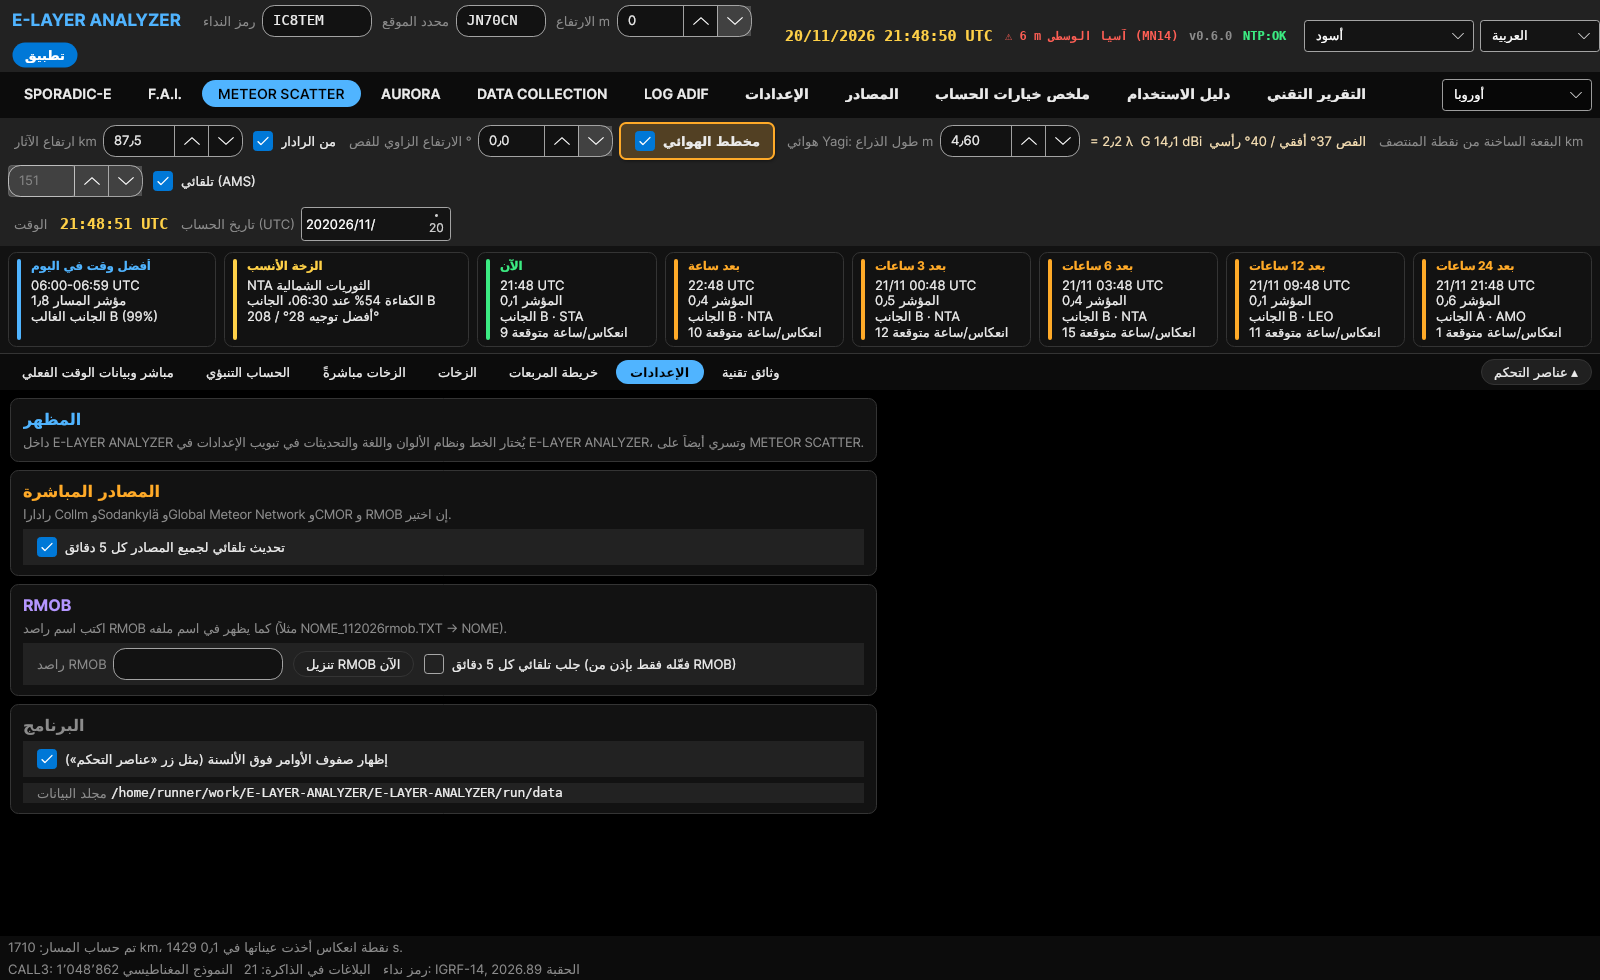 E-LAYER ANALYZER رمز النداء IC8TEM محدد الموقع JN70CN الارتفاع m 0
تطبيق
20/11/2026 21:48:50 UTC ⚠ 6 m آسيا الوسطى (MN14) v0.6.0 NTP:OK أسود العربية
SPORADIC-E F.A.I. METEOR SCATTER AURORA DATA COLLECTION LOG ADIF الإعدادات المصادر ملخص خيارات الحساب دليل الاستخدام التقرير التقني أوروبا
ارتفاع الآثار km 87٫5 من الرادار الارتفاع الزاوي للفص ° 0٫0 مخطط الهوائي هوائي Yagi: طول الذراع m 4٫60 = 2٫2 λ G 14٫1 dBi الفص 37° أفقي / 40° رأسي البقعة الساخنة من نقطة المنتصف km
151 تلقائي (AMS)
الوقت 21:48:51 UTC تاريخ الحساب (UTC) 202026/11/ 20
أفضل وقت في اليوم
06:00-06:59 UTC
مؤشر المسار 1٫8
الجانب الغالب B (99%)
الزخة الأنسب
NTA الثوريات الشمالية
الكفاءة 54% عند 06:30، الجانب B
أفضل توجيه 28° / 208°
الآن
21:48 UTC
المؤشر 0٫1
الجانب B · STA
انعكاس/ساعة متوقعة 9
بعد ساعة
22:48 UTC
المؤشر 0٫4
الجانب B · NTA
انعكاس/ساعة متوقعة 10
بعد 3 ساعات
21/11 00:48 UTC
المؤشر 0٫5
الجانب B · NTA
انعكاس/ساعة متوقعة 12
بعد 6 ساعات
21/11 03:48 UTC
المؤشر 0٫4
الجانب B · NTA
انعكاس/ساعة متوقعة 15
بعد 12 ساعات
21/11 09:48 UTC
المؤشر 0٫1
الجانب B · LEO
انعكاس/ساعة متوقعة 11
بعد 24 ساعات
21/11 21:48 UTC
المؤشر 0٫6
الجانب A · AMO
انعكاس/ساعة متوقعة 1
مباشر وبيانات الوقت الفعلي الحساب التنبؤي الزخات مباشرةً الزخات خريطة المربعات الإعدادات وثائق تقنية عناصر التحكم ▴
المظهر
يُختار الخط ونظام الألوان واللغة والتحديثات في تبويب الإعدادات في E-LAYER ANALYZER داخل E-LAYER ANALYZER، وتسري أيضاً على METEOR SCATTER.
المصادر المباشرة
رادارا Collm وSodankylä وGlobal Meteor Network وCMOR و RMOB إن اختير.
تحديث تلقائي لجميع المصادر كل 5 دقائق
RMOB
اكتب اسم راصد RMOB كما يظهر في اسم ملفه (مثلاً NOME_112026rmob.TXT → NOME).
راصد RMOB تنزيل RMOB الآن جلب تلقائي كل 5 دقائق (فعّله فقط بإذن من RMOB)
البرنامج
إظهار صفوف الأوامر فوق الألسنة (مثل زر «عناصر التحكم»)
مجلد البيانات /home/runner/work/E-LAYER-ANALYZER/E-LAYER-ANALYZER/run/data
تم حساب المسار: 1710 km، 1429 نقطة انعكاس أخذت عيناتها في 0٫1 s.
CALL3: 1’048’862 رمز نداء البلاغات في الذاكرة: 21 النموذج المغناطيسي: IGRF-14, الحقبة 2026.89